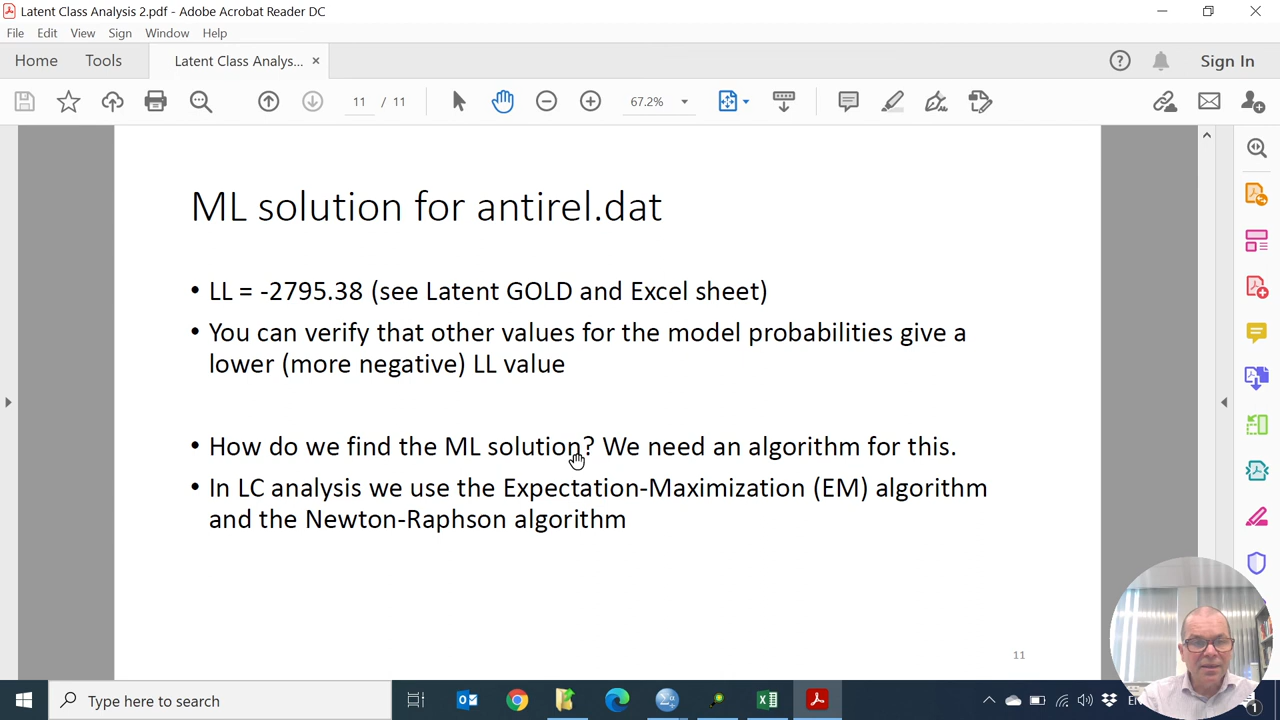 Latent Class Analysis 2.pdf - Adobe Acrobat Reader DC
File Edit View Sign Window Help
Home Tools Latent Class Analys... × Sign In
11 / 11 67.2%
ML solution for antirel.dat
• LL = -2795.38 (see Latent GOLD and Excel sheet)
• You can verify that other values for the model probabilities give a
lower (more negative) LL value
• How do we find the ML solution? We need an algorithm for this.
• In LC analysis we use the Expectation-Maximization (EM) algorithm
and the Newton-Raphson algorithm
11
Type here to search